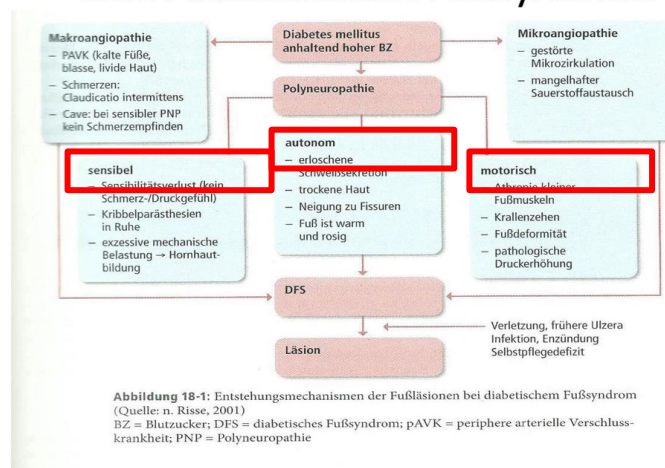 Makroangiopathie
– PAVK (kalte Füße,
blasse, livide Haut)
– Schmerzen:
Claudicatio intermittens
– Cave: bei sensibler PNP
kein Schmerzempfinden
Diabetes mellitus
anhaltend hoher BZ
Mikroangiopathie
– gestörte
Mikrozirkulation
– mangelhafter
Sauerstoffaustausch
Polyneuropathie
sensibel
– Sensibilitätsverlust (kein
Schmerz-/Druckgefühl)
– Kribbelparästhesien
in Ruhe
– exzessive mechanische
Belastung → Hornhaut-
bildung
autonom
– erloschene
Schweißsekretion
– trockene Haut
– Neigung zu Fissuren
– Fuß ist warm
und rosig
motorisch
– kleiner
Fußmuskeln
– Krallenzehen
– Fußdeformität
– pathologische
Druckerhöhung
DFS
Verletzung, frühere Ulzera
Infektion, Enzündung
Selbstpflegedefizit
Läsion
Abbildung 18-1: Entstehungsmechanismen der Fußläsionen bei diabetischem Fußsyndrom
(Quelle: n. Risse, 2001)
BZ = Blutzucker; DFS = diabetisches Fußsyndrom; pAVK = periphere arterielle Verschluss-
krankheit; PNP = Polyneuropathie